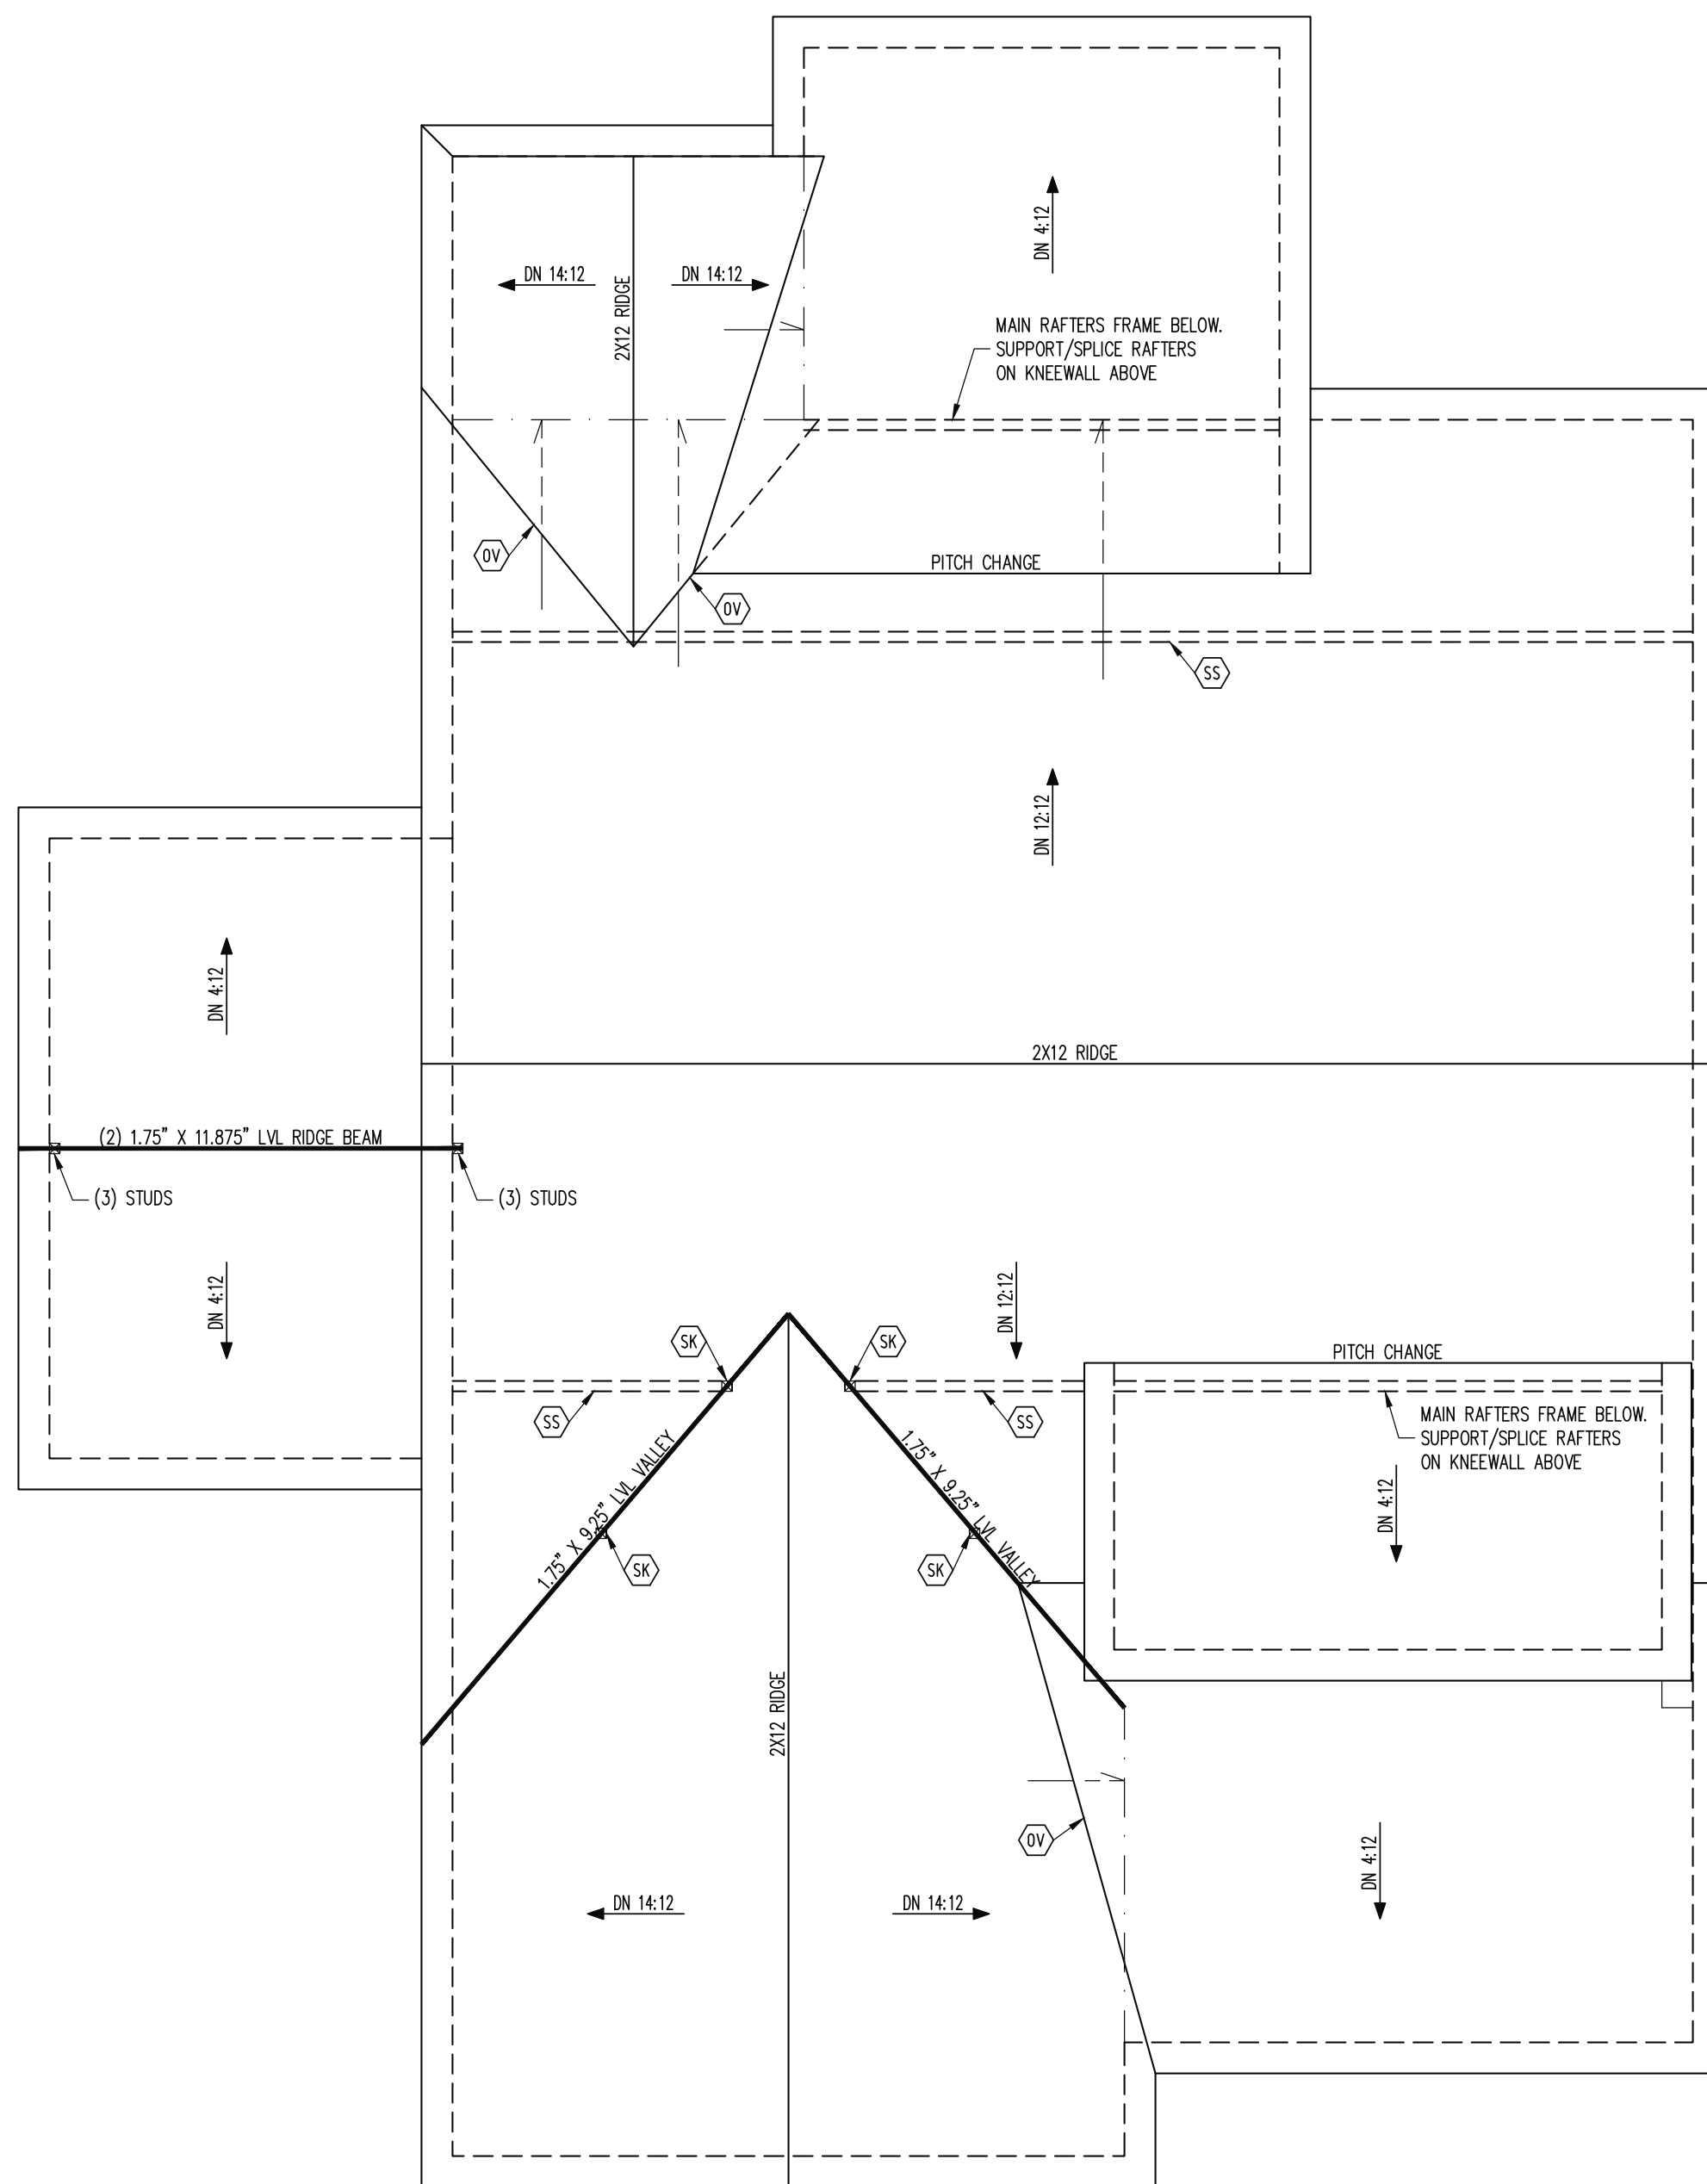 DN 4:12
DN 14:12
DN 14:12
2X12 RIDGE
MAIN RAFTERS FRAME BELOW.
SUPPORT/SPLICE RAFTERS
ON KNEEWALL ABOVE
OV
PITCH CHANGE
OV
SS
DN 12:12
DN 4:12
2X12 RIDGE
(2) 1.75" X 11.875" LVL RIDGE BEAM
(3) STUDS
(3) STUDS
DN 4:12
DN 12:12
SK
SK
PITCH CHANGE
SS
SS
MAIN RAFTERS FRAME BELOW.
SUPPORT/SPLICE RAFTERS
ON KNEEWALL ABOVE
1.75" X 9.25" LVL VALLEY
1.75" X 9.25" LVL VALLEY
DN 4:12
SK
SK
2X12 RIDGE
OV
DN 4:12
DN 14:12
DN 14:12